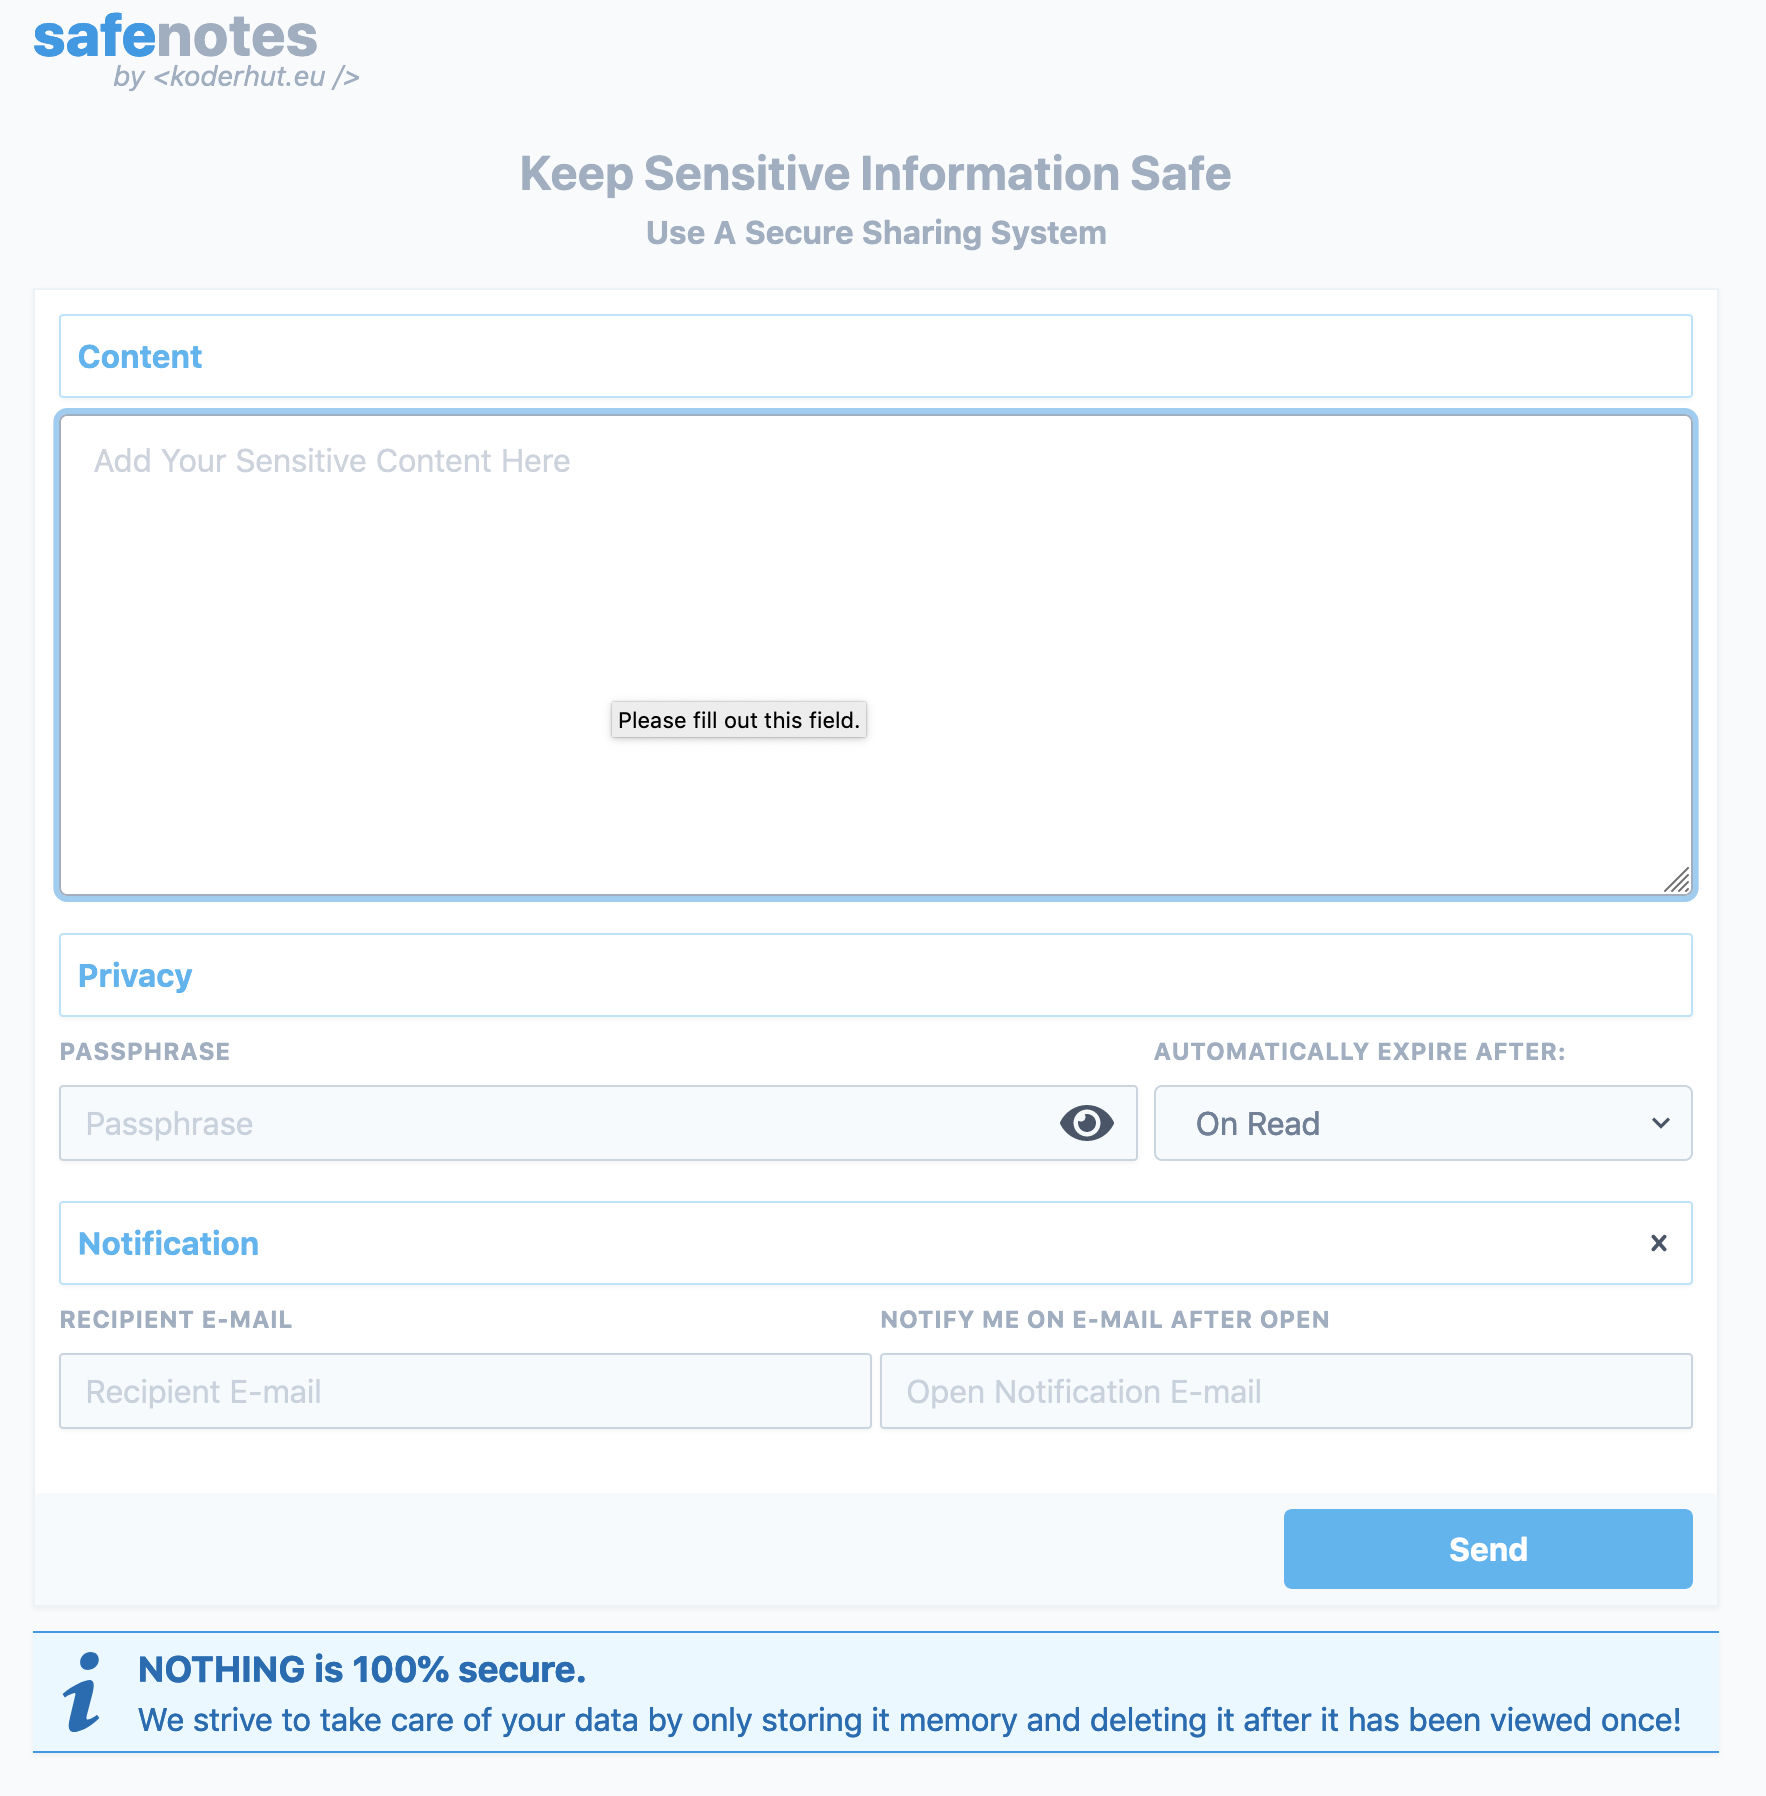 safenotes
by <koderhut.eu />
Keep Sensitive Information Safe
Use A Secure Sharing System
Content
Add Your Sensitive Content Here
Please fill out this field.
Privacy
PASSPHRASE
AUTOMATICALLY EXPIRE AFTER:
Passphrase
On Read
Notification
RECIPIENT E-MAIL
NOTIFY ME ON E-MAIL AFTER OPEN
Recipient E-mail
Open Notification E-mail
Send
NOTHING is 100% secure.
We strive to take care of your data by only storing it memory and deleting it after it has been viewed once!